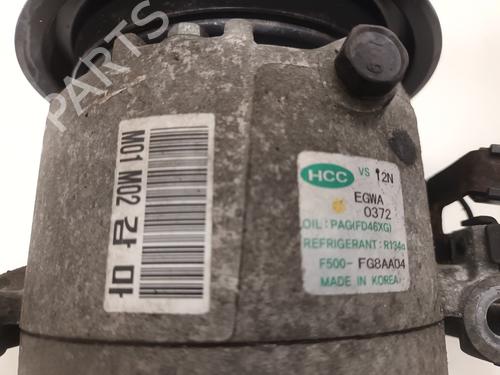 B-PARTS
M01 M02 감마
HCC VS 12N
EGWA
0372
OIL: PAG(FD46XG)
REFRIGERANT: R134a
F500- FG8AA04
MADE IN KOREA